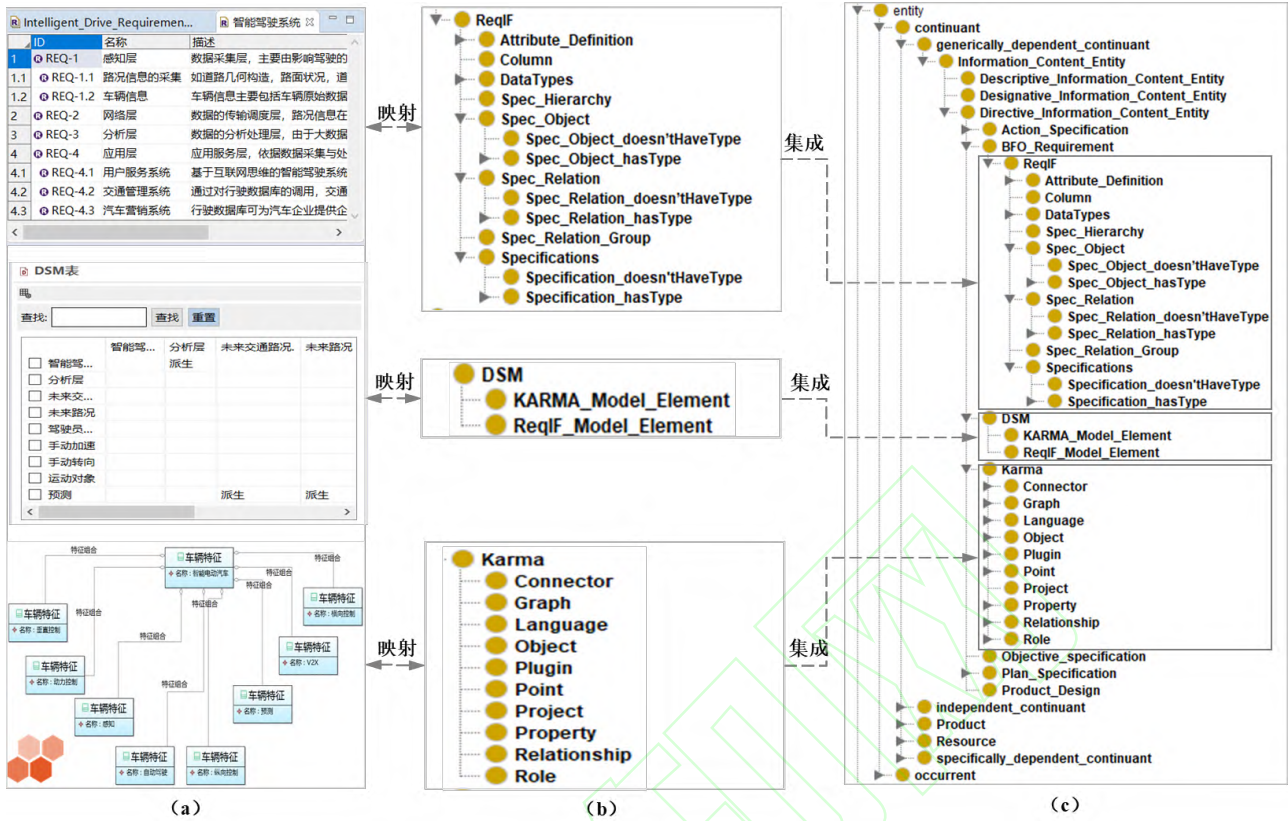 Intelligent_Drive_Requiremen...
智能驾驶系统
ID 名称 描述
1 REQ-1 感知层 数据采集层，主要由影响驾驶的
1.1 REQ-1.1 路况信息的采集 如道路几何构造，路面状况，道
1.2 REQ-1.2 车辆信息 车辆信息主要包括车辆原始数据
2 REQ-2 网络层 数据的传输调度层，路况信息在
3 REQ-3 分析层 数据的分析处理层，由于大数据
4 REQ-4 应用层 应用服务层，依据数据采集与处
4.1 REQ-4.1 用户服务系统 基于互联网思维的智能驾驶系统
4.2 REQ-4.2 交通管理系统 通过对行驶数据库的调用，交通
4.3 REQ-4.3 汽车营销系统 行驶数据库可为汽车企业提供企
DSM表
查找: 查找 重置
智能驾... 分析层 未来交通路况. 未来路况
智能驾... 派生
分析层
未来交...
未来路况
驾驶员...
手动加速
手动转向
运动对象
预测 派生 派生
特征组合
车辆特征
名称：智能电动汽车
特征组合
特征组合
特征组合
车辆特征
名称：横向控制
车辆特征
名称：垂直控制
特征组合
特征组合
特征组合
车辆特征
名称：V2X
车辆特征
名称：动力控制
特征组合
车辆特征
名称：预测
车辆特征
名称：感知
车辆特征
名称：自动驾驶
车辆特征
名称：纵向控制
（a）
映射
映射
映射
ReqIF
Attribute_Definition
Column
DataTypes
Spec_Hierarchy
Spec_Object
Spec_Object_doesn'tHaveType
Spec_Object_hasType
Spec_Relation
Spec_Relation_doesn'tHaveType
Spec_Relation_hasType
Spec_Relation_Group
Specifications
Specification_doesn'tHaveType
Specification_hasType
DSM
KARMA_Model_Element
ReqIF_Model_Element
Karma
Connector
Graph
Language
Object
Plugin
Point
Project
Property
Relationship
Role
（b）
集成
集成
集成
entity
continuant
generically_dependent_continuant
Information_Content_Entity
Descriptive_Information_Content_Entity
Designative_Information_Content_Entity
Directive_Information_Content_Entity
Action_Specification
BFO_Requirement
ReqIF
Attribute_Definition
Column
DataTypes
Spec_Hierarchy
Spec_Object
Spec_Object_doesn'tHaveType
Spec_Object_hasType
Spec_Relation
Spec_Relation_doesn'tHaveType
Spec_Relation_hasType
Spec_Relation_Group
Specifications
Specification_doesn'tHaveType
Specification_hasType
DSM
KARMA_Model_Element
ReqIF_Model_Element
Karma
Connector
Graph
Language
Object
Plugin
Point
Project
Property
Relationship
Role
Objective_specification
Plan_Specification
Product_Design
independent_continuant
Product
Resource
specifically_dependent_continuant
occurrent
（c）